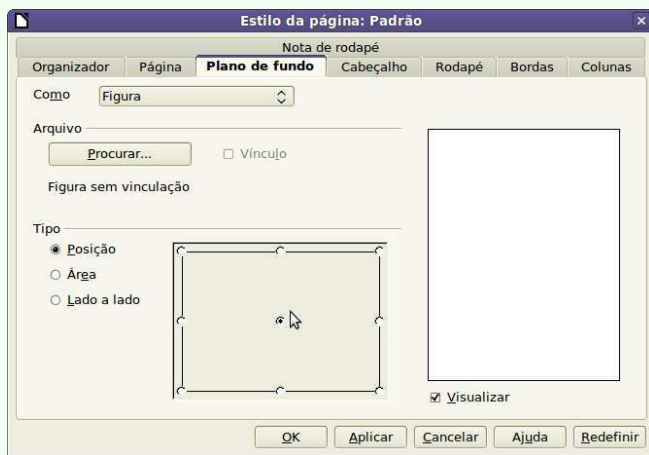 Estilo da página: Padrão
Nota de rodapé
Organizador Página Plano de fundo Cabeçalho Rodapé Bordas Colunas
Como Figura
Arquivo
Procurar... Vínculo
Figura sem vinculação
Tipo
Posição
Área
Lado a lado
Visualizar
OK Aplicar Cancelar Ajuda Redefinir